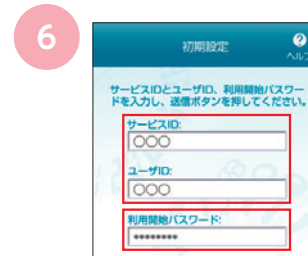 6
初期設定
?
ヘルプ
サービスIDとユーザID、利用開始パスワー
ドを入力し、送信ボタンを押してください。
サービスID:
○○○
ユーザID:
○○○
利用開始パスワード:
********